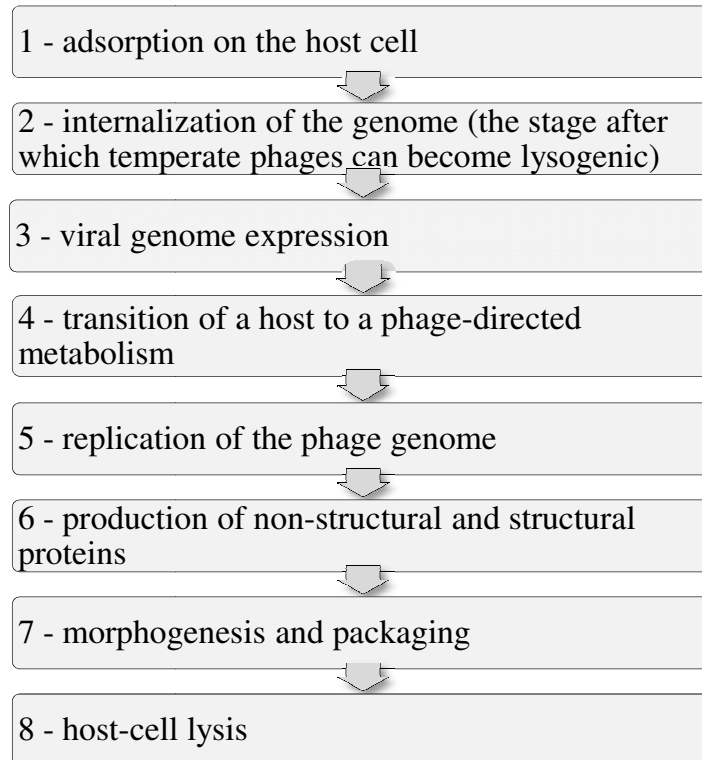 1 - adsorption on the host cell
2 - internalization of the genome (the stage after
which temperate phages can become lysogenic)
3 - viral genome expression
4 - transition of a host to a phage-directed
metabolism
5 - replication of the phage genome
6 - production of non-structural and structural
proteins
7 - morphogenesis and packaging
8 - host-cell lysis